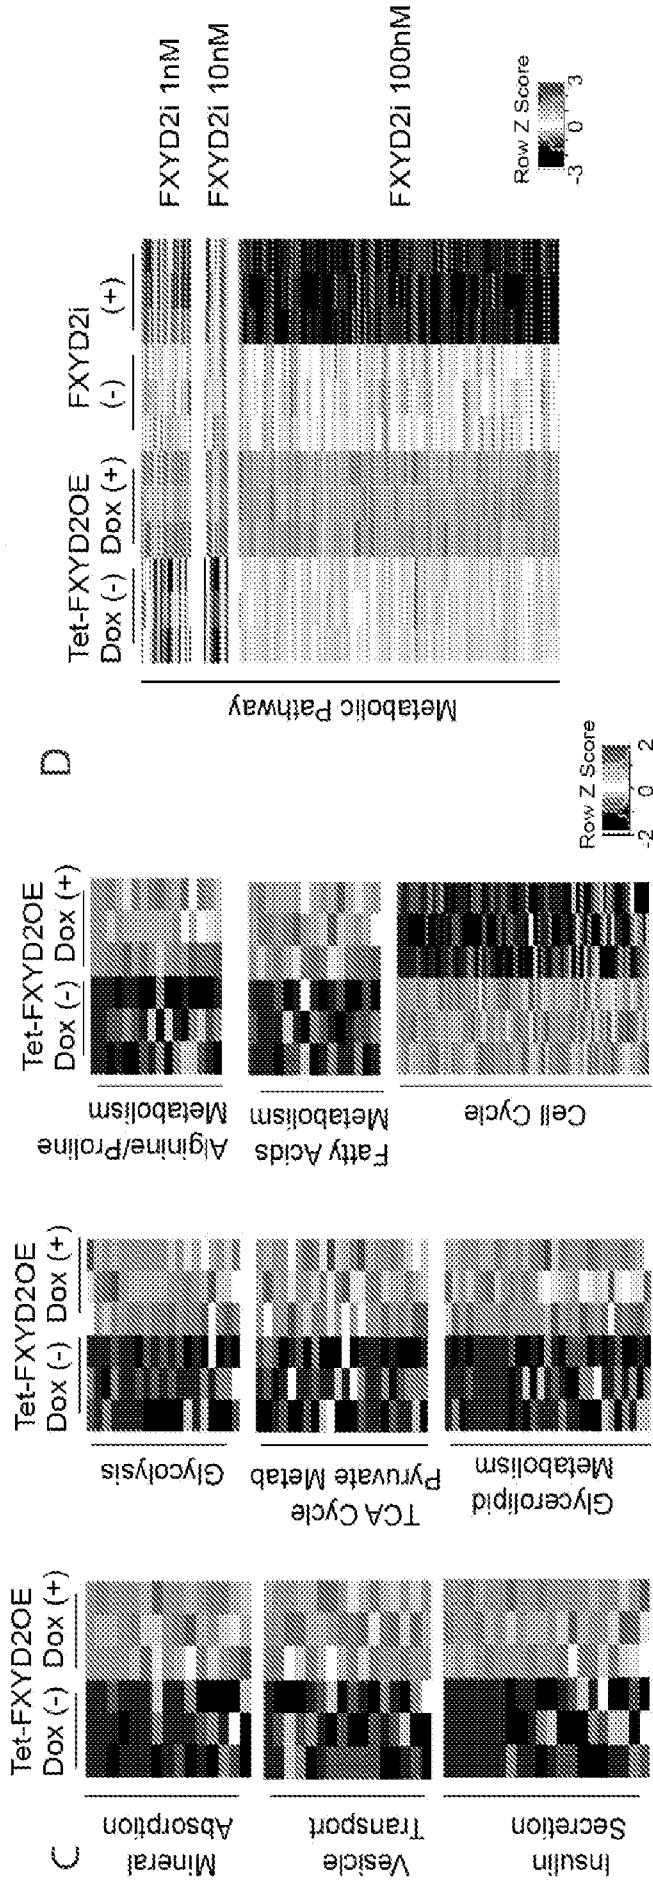 C
Tet-FXYD2OE
Dox (-) Dox (+)
Mineral
Absorption
Vesicle
Transport
Insulin
Secretion
Tet-FXYD2OE
Dox (-) Dox (+)
Glycolysis
TCA Cycle
Pyruvate Metab
Glycerolipid
Metabolism
Tet-FXYD2OE
Dox (-) Dox (+)
Alginine/Proline
Metabolism
Fatty Acids
Metabolism
Cell Cycle
Row Z Score
-2 0 2
D
Tet-FXYD2OE FXYD2i
Dox (-) Dox (+) (-) (+)
Metabolic Pathway
FXYD2i 1nM
FXYD2i 10nM
FXYD2i 100nM
Row Z Score
-3 0 3